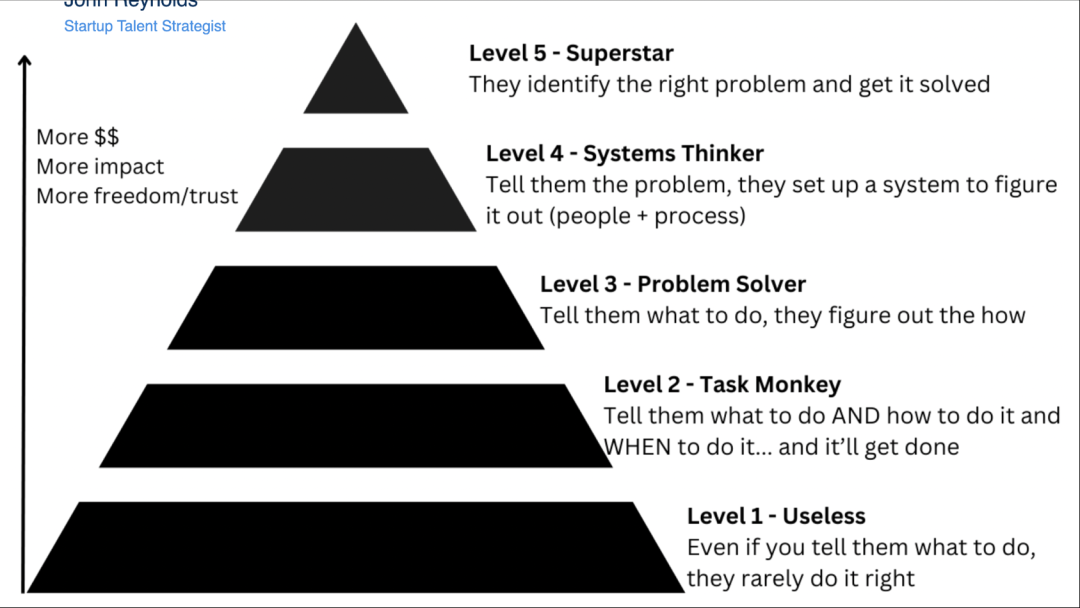 John Reynolds
Startup Talent Strategist
Level 5 - Superstar
They identify the right problem and get it solved
More $$
More impact
More freedom/trust
Level 4 - Systems Thinker
Tell them the problem, they set up a system to figure
it out (people + process)
Level 3 - Problem Solver
Tell them what to do, they figure out the how
Level 2 - Task Monkey
Tell them what to do AND how to do it and
WHEN to do it... and it’ll get done
Level 1 - Useless
Even if you tell them what to do,
they rarely do it right